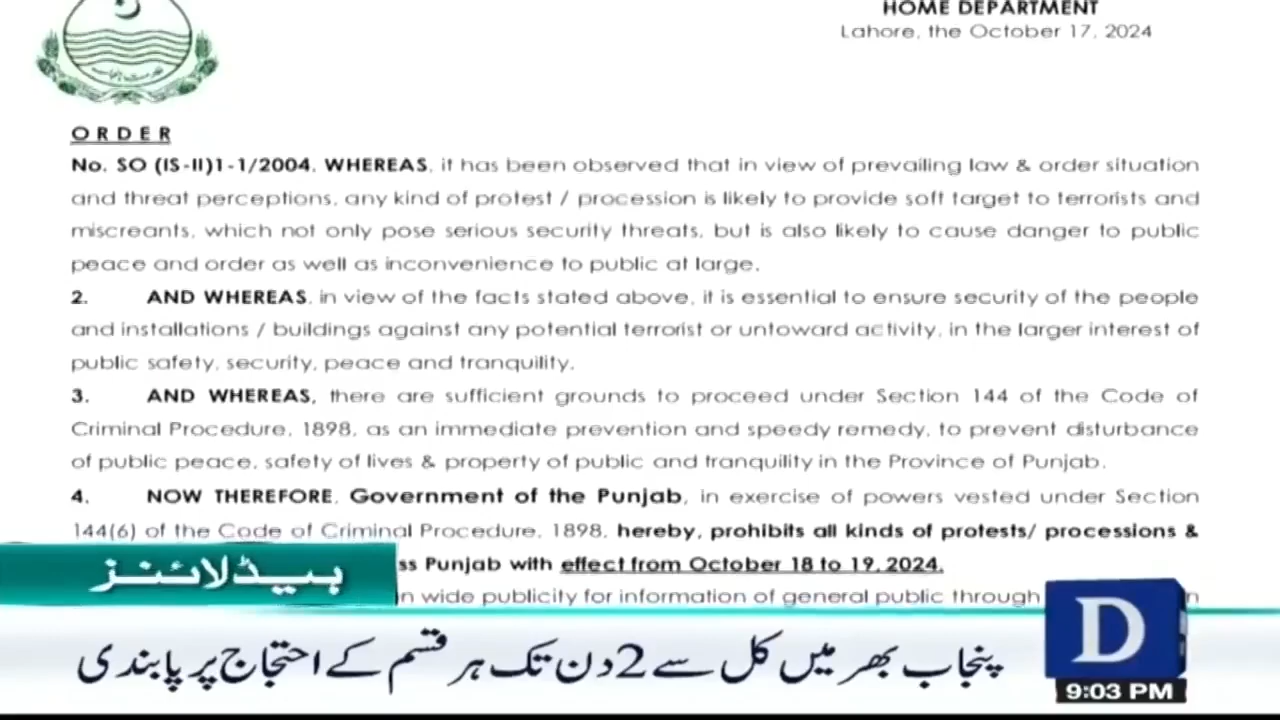 HOME DEPARTMENT
Lahore, the October 17, 2024
حکومت پنجاب
ORDER
No. SO (IS-II)1-1/2004. WHEREAS, it has been observed that in view of prevailing law & order situation
and threat perceptions, any kind of protest / procession is likely to provide soft target to terrorists and
miscreants, which not only pose serious security threats, but is also likely to cause danger to public
peace and order as well as inconvenience to public at large.
2. AND WHEREAS, in view of the facts stated above, it is essential to ensure security of the people
and installations / buildings against any potential terrorist or untoward activity, in the larger interest of
public safety, security, peace and tranquility.
3. AND WHEREAS, there are sufficient grounds to proceed under Section 144 of the Code of
Criminal Procedure, 1898, as an immediate prevention and speedy remedy, to prevent disturbance
of public peace, safety of lives & property of public and tranquility in the Province of Punjab.
4. NOW THEREFORE, Government of the Punjab, in exercise of powers vested under Section
144(6) of the Code of Criminal Procedure, 1898, hereby, prohibits all kinds of protests/ processions &
ss Punjab with effect from October 18 to 19, 2024.
wide publicity for information of general public through
ہیڈلائنز
پنجاب بھر میں کل سے 2 دن تک ہر قسم کے احتجاج پر پابندی
D
9:03 PM